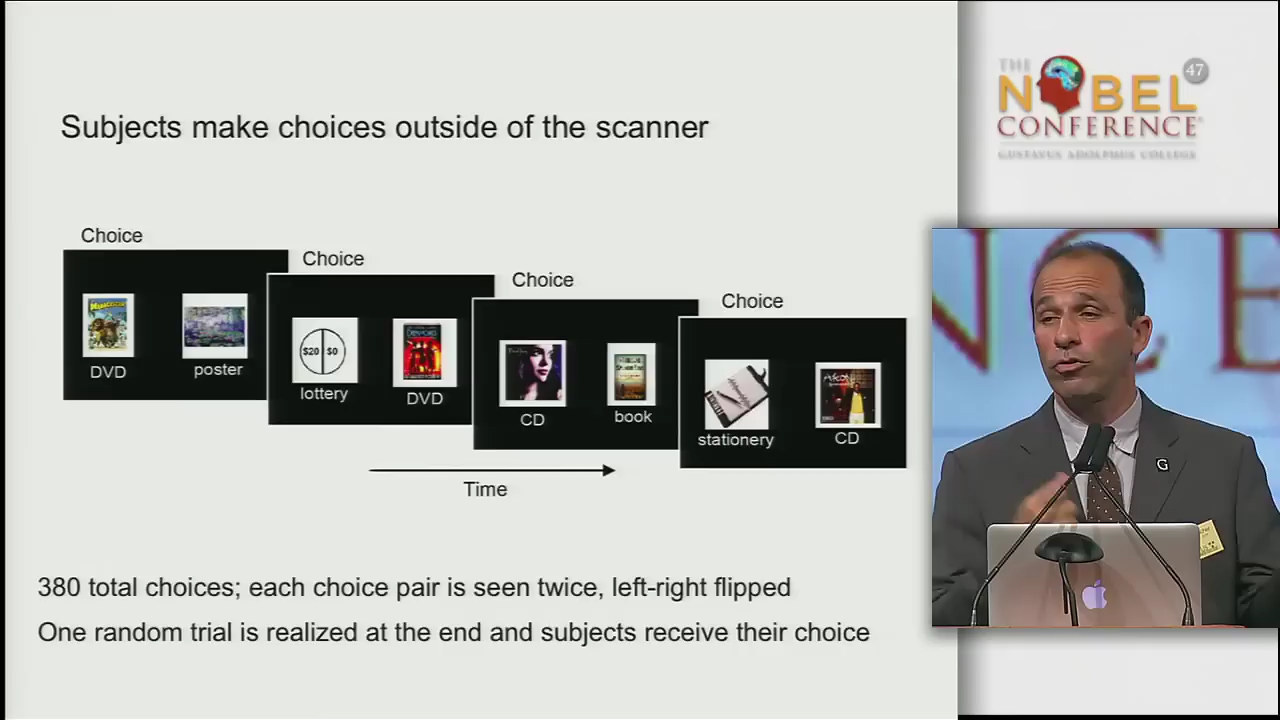 Subjects make choices outside of the scanner
THE
47
NOBEL
CONFERENCE
GUSTAVUS ADOLPHUS COLLEGE
Choice
Choice
Choice
Choice
DVD
poster
$20 $0
lottery
DVD
CD
book
stationery
CD
Time
NCE
G
380 total choices; each choice pair is seen twice, left-right flipped
One random trial is realized at the end and subjects receive their choice